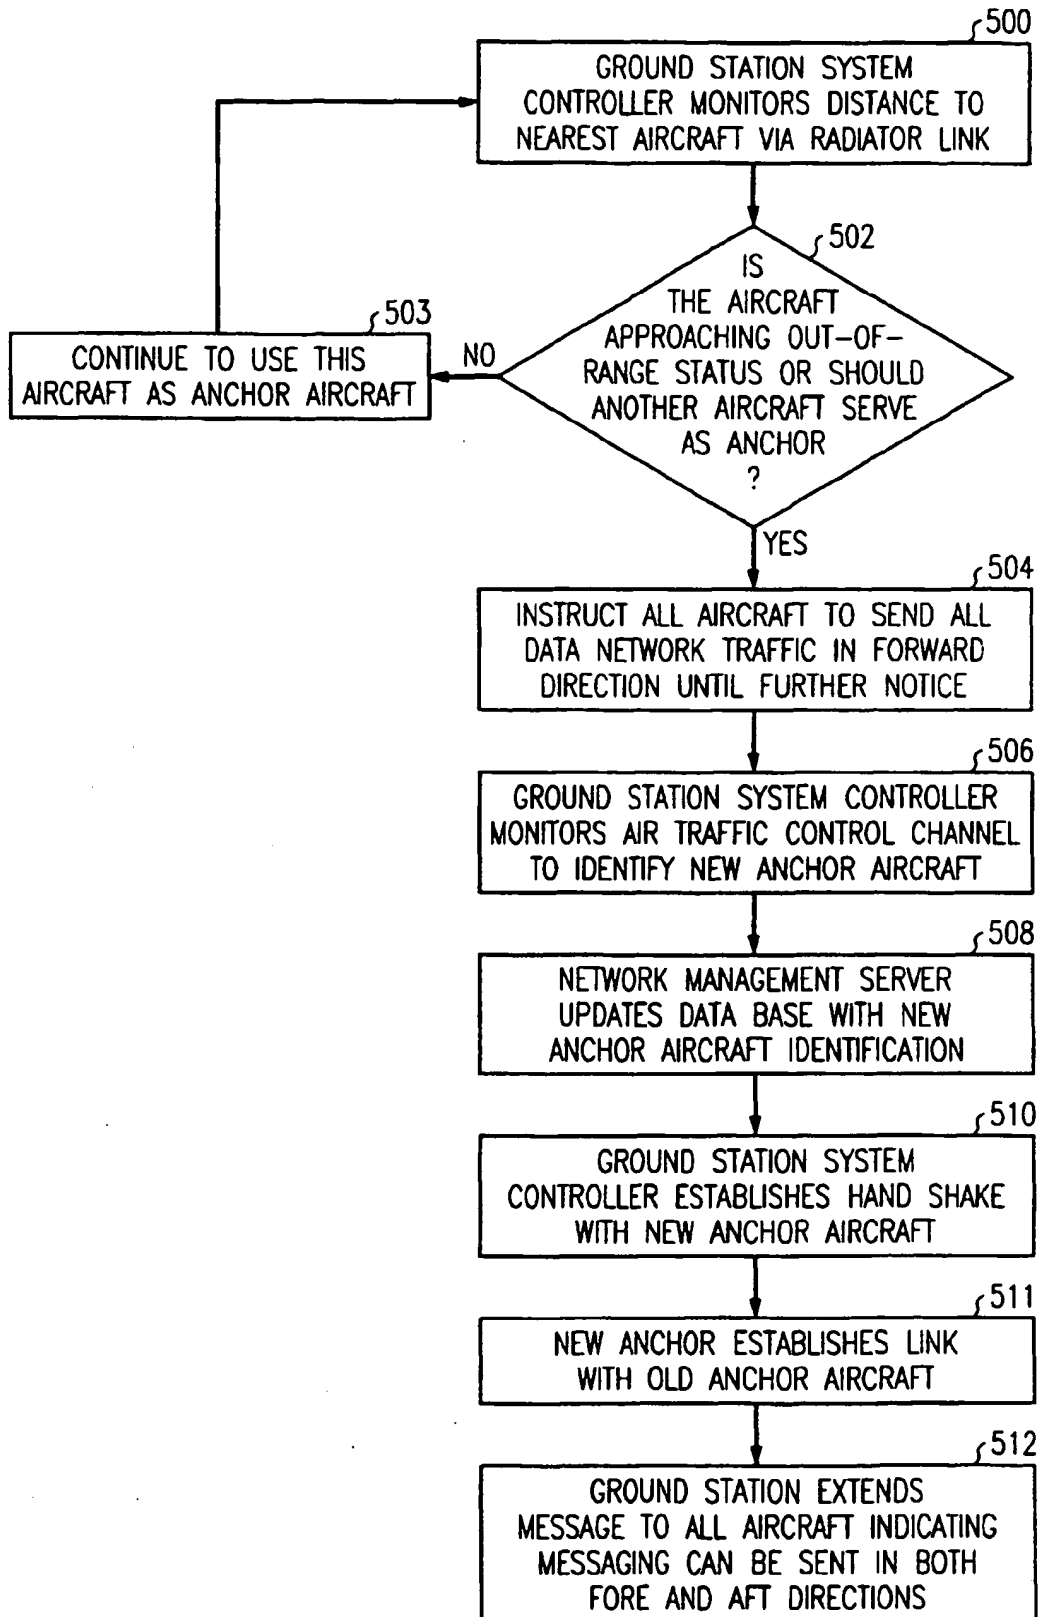 500
GROUND STATION SYSTEM
CONTROLLER MONITORS DISTANCE TO
NEAREST AIRCRAFT VIA RADIATOR LINK
502
IS
THE AIRCRAFT
APPROACHING OUT-OF-
RANGE STATUS OR SHOULD
ANOTHER AIRCRAFT SERVE
AS ANCHOR
?
NO
503
CONTINUE TO USE THIS
AIRCRAFT AS ANCHOR AIRCRAFT
YES
504
INSTRUCT ALL AIRCRAFT TO SEND ALL
DATA NETWORK TRAFFIC IN FORWARD
DIRECTION UNTIL FURTHER NOTICE
506
GROUND STATION SYSTEM CONTROLLER
MONITORS AIR TRAFFIC CONTROL CHANNEL
TO IDENTIFY NEW ANCHOR AIRCRAFT
508
NETWORK MANAGEMENT SERVER
UPDATES DATA BASE WITH NEW
ANCHOR AIRCRAFT IDENTIFICATION
510
GROUND STATION SYSTEM
CONTROLLER ESTABLISHES HAND SHAKE
WITH NEW ANCHOR AIRCRAFT
511
NEW ANCHOR ESTABLISHES LINK
WITH OLD ANCHOR AIRCRAFT
512
GROUND STATION EXTENDS
MESSAGE TO ALL AIRCRAFT INDICATING
MESSAGING CAN BE SENT IN BOTH
FORE AND AFT DIRECTIONS